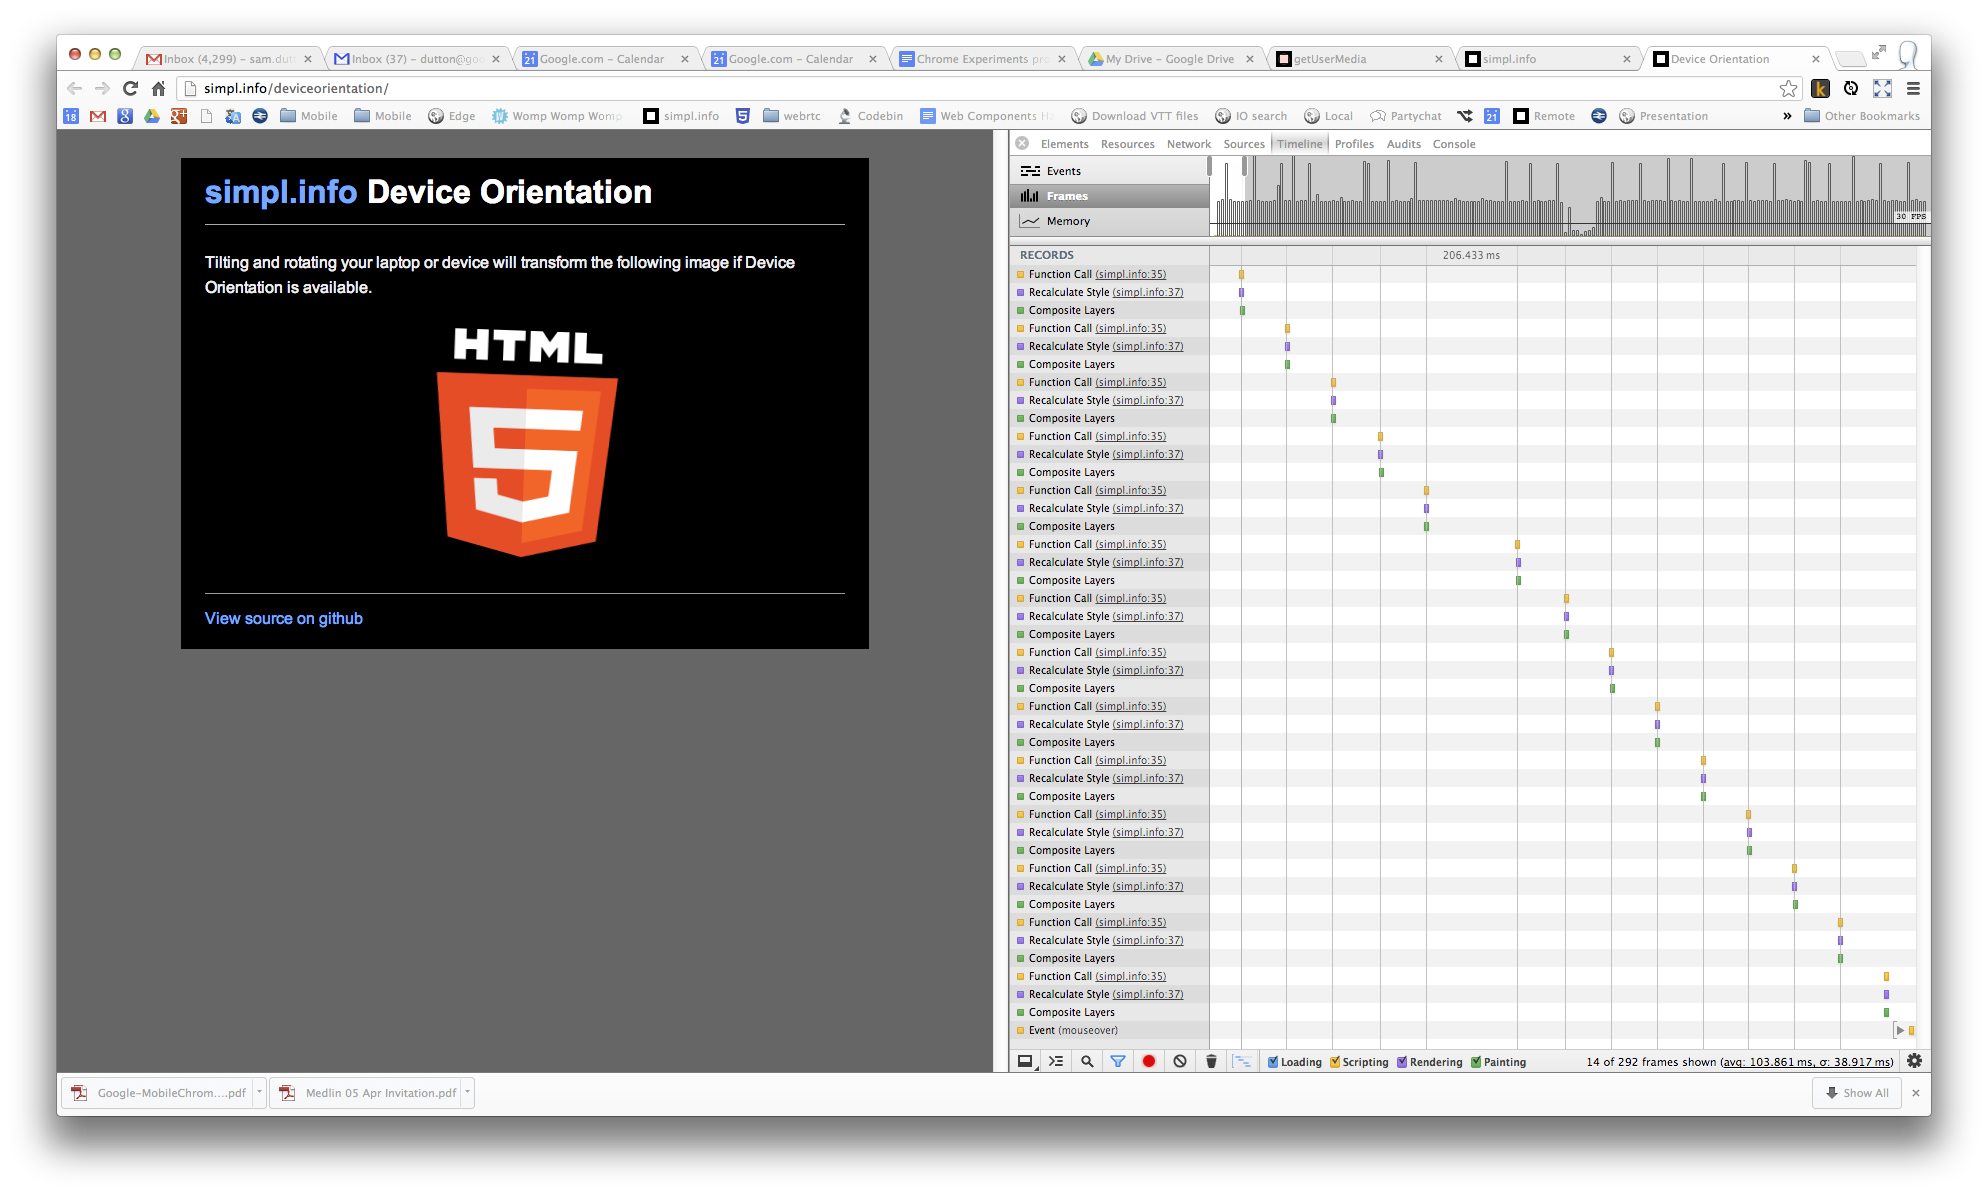 Inbox (4,299) – sam.dut
Inbox (37) – dutton@goo
Google.com – Calendar
Google.com – Calendar
Chrome Experiments pro
My Drive – Google Drive
getUserMedia
simpl.info
Device Orientation
simpl.info/deviceorientation/
18
Mobile
Mobile
Edge
Womp Womp Womp
simpl.info
webrtc
Codebin
Web Components Ha
Download VTT files
IO search
Local
Partychat
21
Remote
Presentation
»
Other Bookmarks
simpl.info Device Orientation
Tilting and rotating your laptop or device will transform the following image if Device
Orientation is available.
HTML
5
View source on github
Elements Resources Network Sources Timeline Profiles Audits Console
Events
Frames
Memory
30 FPS
RECORDS
206.433 ms
Function Call (simpl.info:35)
Recalculate Style (simpl.info:37)
Composite Layers
Function Call (simpl.info:35)
Recalculate Style (simpl.info:37)
Composite Layers
Function Call (simpl.info:35)
Recalculate Style (simpl.info:37)
Composite Layers
Function Call (simpl.info:35)
Recalculate Style (simpl.info:37)
Composite Layers
Function Call (simpl.info:35)
Recalculate Style (simpl.info:37)
Composite Layers
Function Call (simpl.info:35)
Recalculate Style (simpl.info:37)
Composite Layers
Function Call (simpl.info:35)
Recalculate Style (simpl.info:37)
Composite Layers
Function Call (simpl.info:35)
Recalculate Style (simpl.info:37)
Composite Layers
Function Call (simpl.info:35)
Recalculate Style (simpl.info:37)
Composite Layers
Function Call (simpl.info:35)
Recalculate Style (simpl.info:37)
Composite Layers
Function Call (simpl.info:35)
Recalculate Style (simpl.info:37)
Composite Layers
Function Call (simpl.info:35)
Recalculate Style (simpl.info:37)
Composite Layers
Function Call (simpl.info:35)
Recalculate Style (simpl.info:37)
Composite Layers
Function Call (simpl.info:35)
Recalculate Style (simpl.info:37)
Composite Layers
Event (mouseover)
Loading Scripting Rendering Painting
14 of 292 frames shown (avg: 103.861 ms, σ: 38.917 ms)
Google-MobileChrom....pdf
Medlin 05 Apr Invitation.pdf
Show All